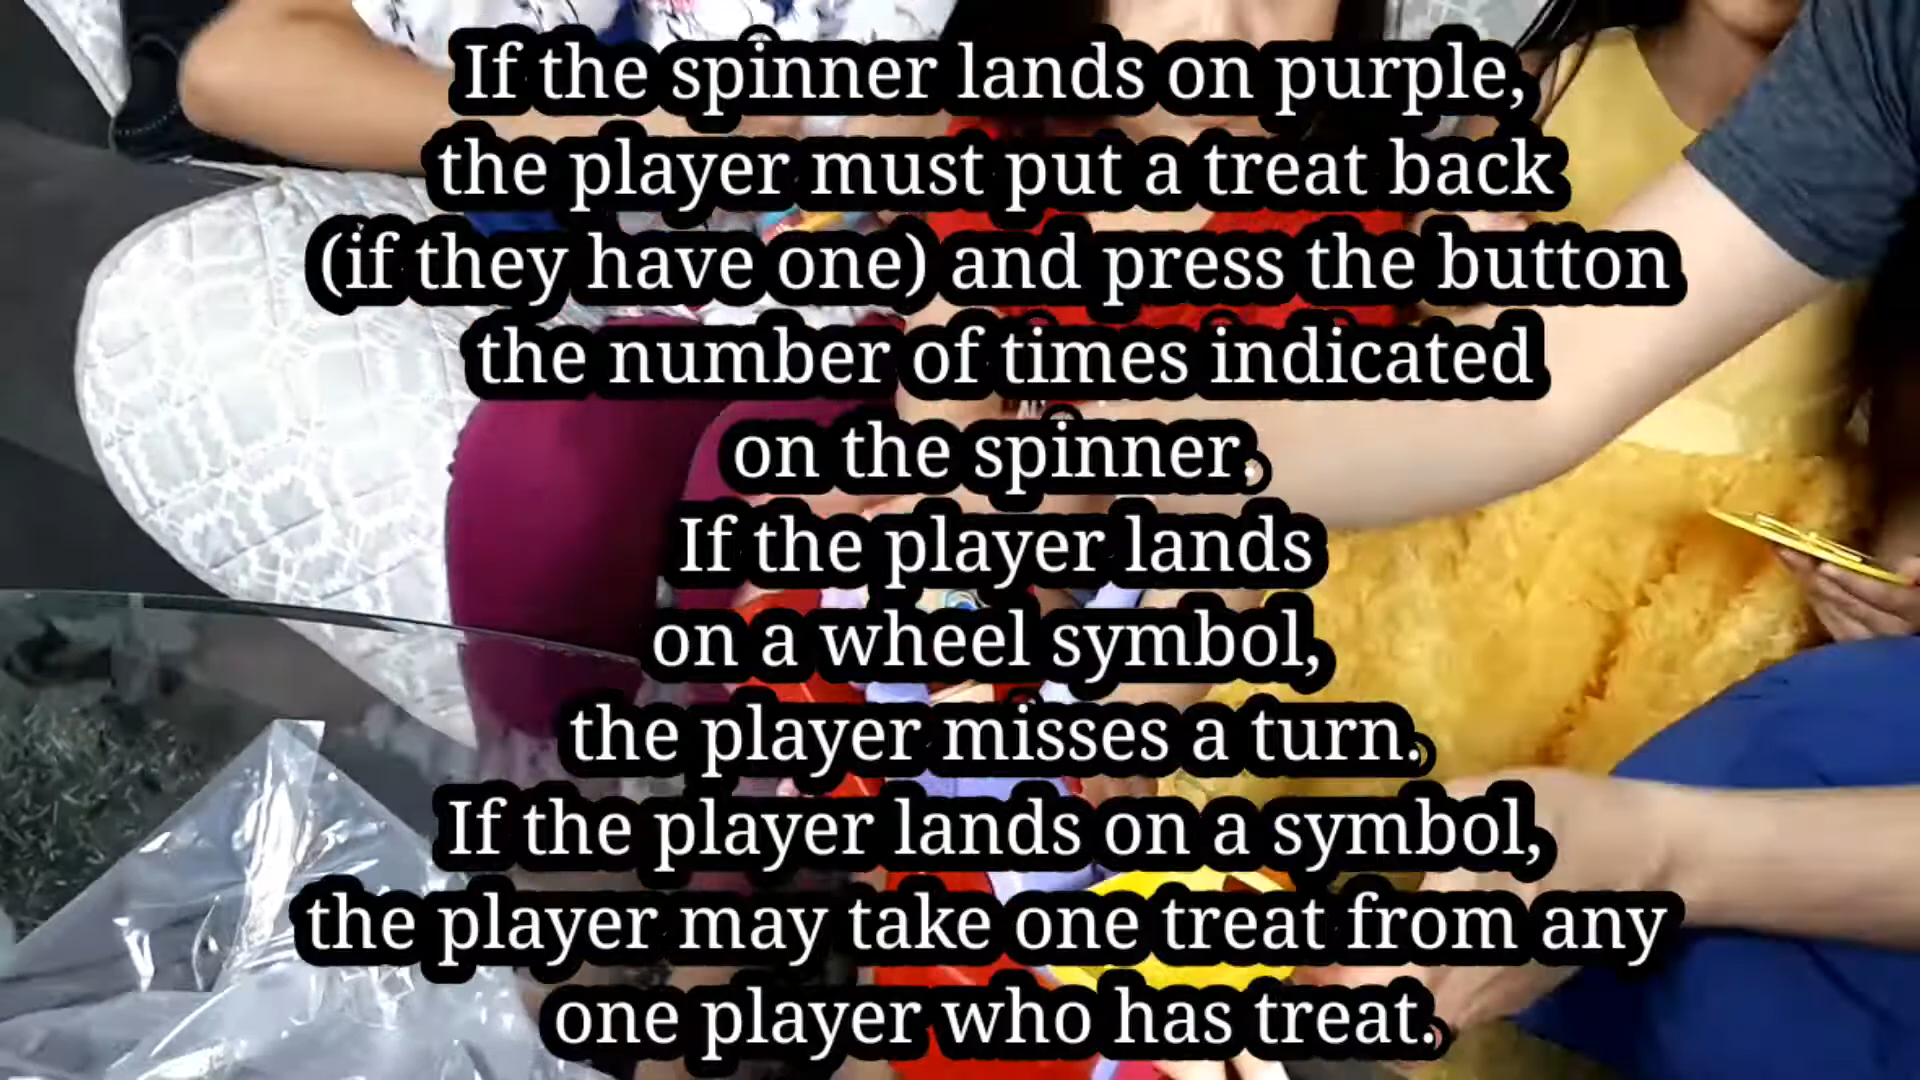 If the spinner lands on purple,
the player must put a treat back
(if they have one) and press the button
the number of times indicated
on the spinner.
If the player lands
on a wheel symbol,
the player misses a turn.
If the player lands on a symbol,
the player may take one treat from any
one player who has treat.